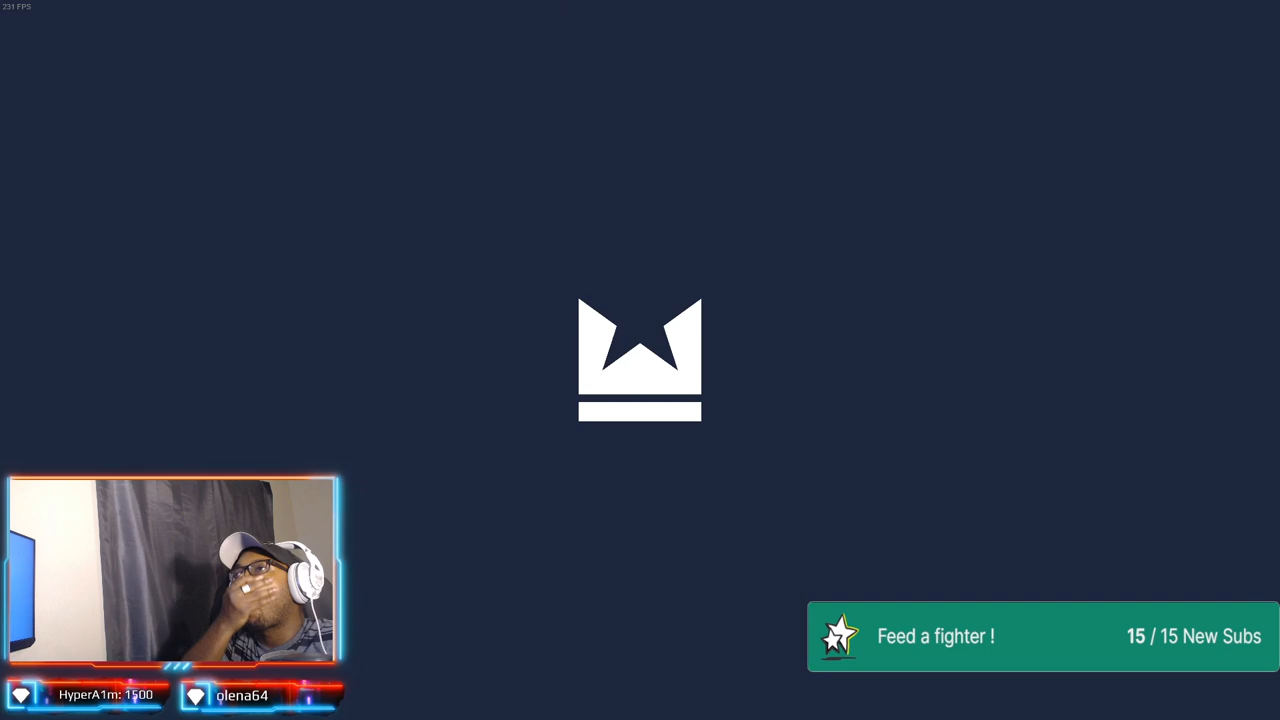 231 FPS
Feed a fighter !
15 / 15 New Subs
HyperA1m: 1500
olena64